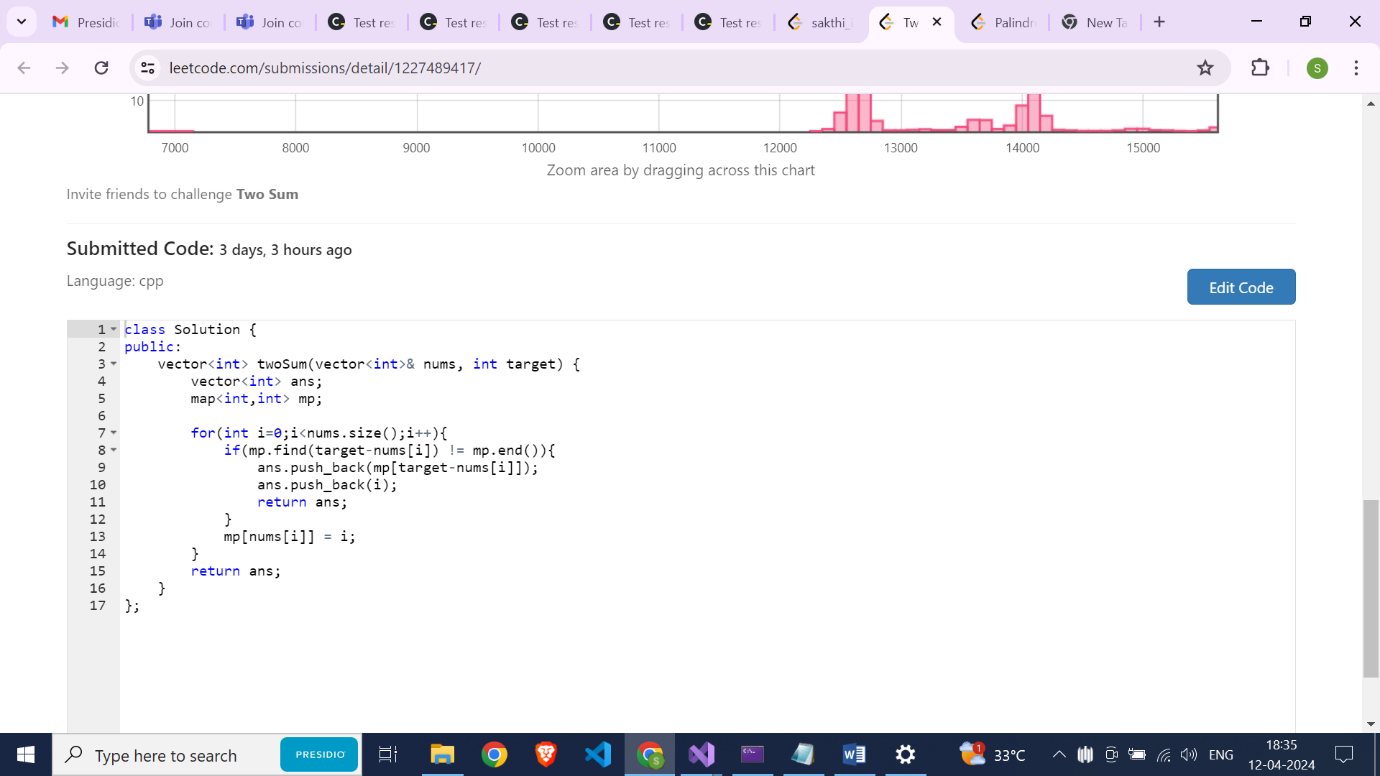 Presidio Join co Join co Test res Test res Test res Test res Test res sakthi_ Tw Palindro New Ta
leetcode.com/submissions/detail/1227489417/ S
10
7000 8000 9000 10000 11000 12000 13000 14000 15000
Zoom area by dragging across this chart
Invite friends to challenge Two Sum
Submitted Code: 3 days, 3 hours ago
Language: cpp
Edit Code
1 class Solution {
2 public:
3     vector<int> twoSum(vector<int>& nums, int target) {
4         vector<int> ans;
5         map<int,int> mp;
6
7         for(int i=0;i<nums.size();i++){
8             if(mp.find(target-nums[i]) != mp.end()){
9                 ans.push_back(mp[target-nums[i]]);
10                 ans.push_back(i);
11                 return ans;
12             }
13             mp[nums[i]] = i;
14         }
15         return ans;
16     }
17 };
Type here to search PRESIDIO 1 33°C ENG 18:35
12-04-2024